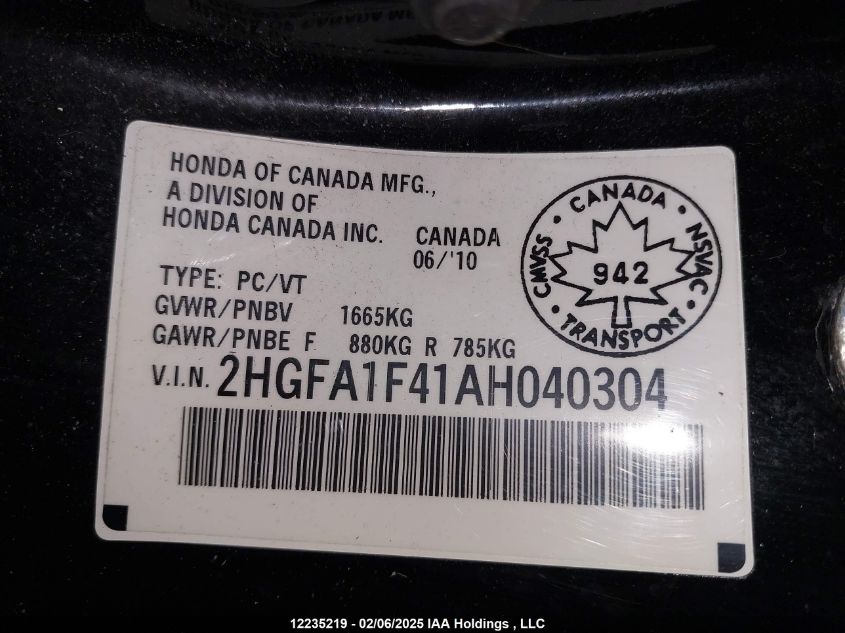 HONDA OF CANADA MFG.,
A DIVISION OF
HONDA CANADA INC. CANADA
06/'10
TYPE: PC/VT
GVWR/PNBV 1665KG
GAWR/PNBE F 880KG R 785KG
V.I.N. 2HGFA1F41AH040304
• CANADA •
CMVSS
NSVAC
942
• TRANSPORT •
12235219 - 02/06/2025 IAA Holdings , LLC